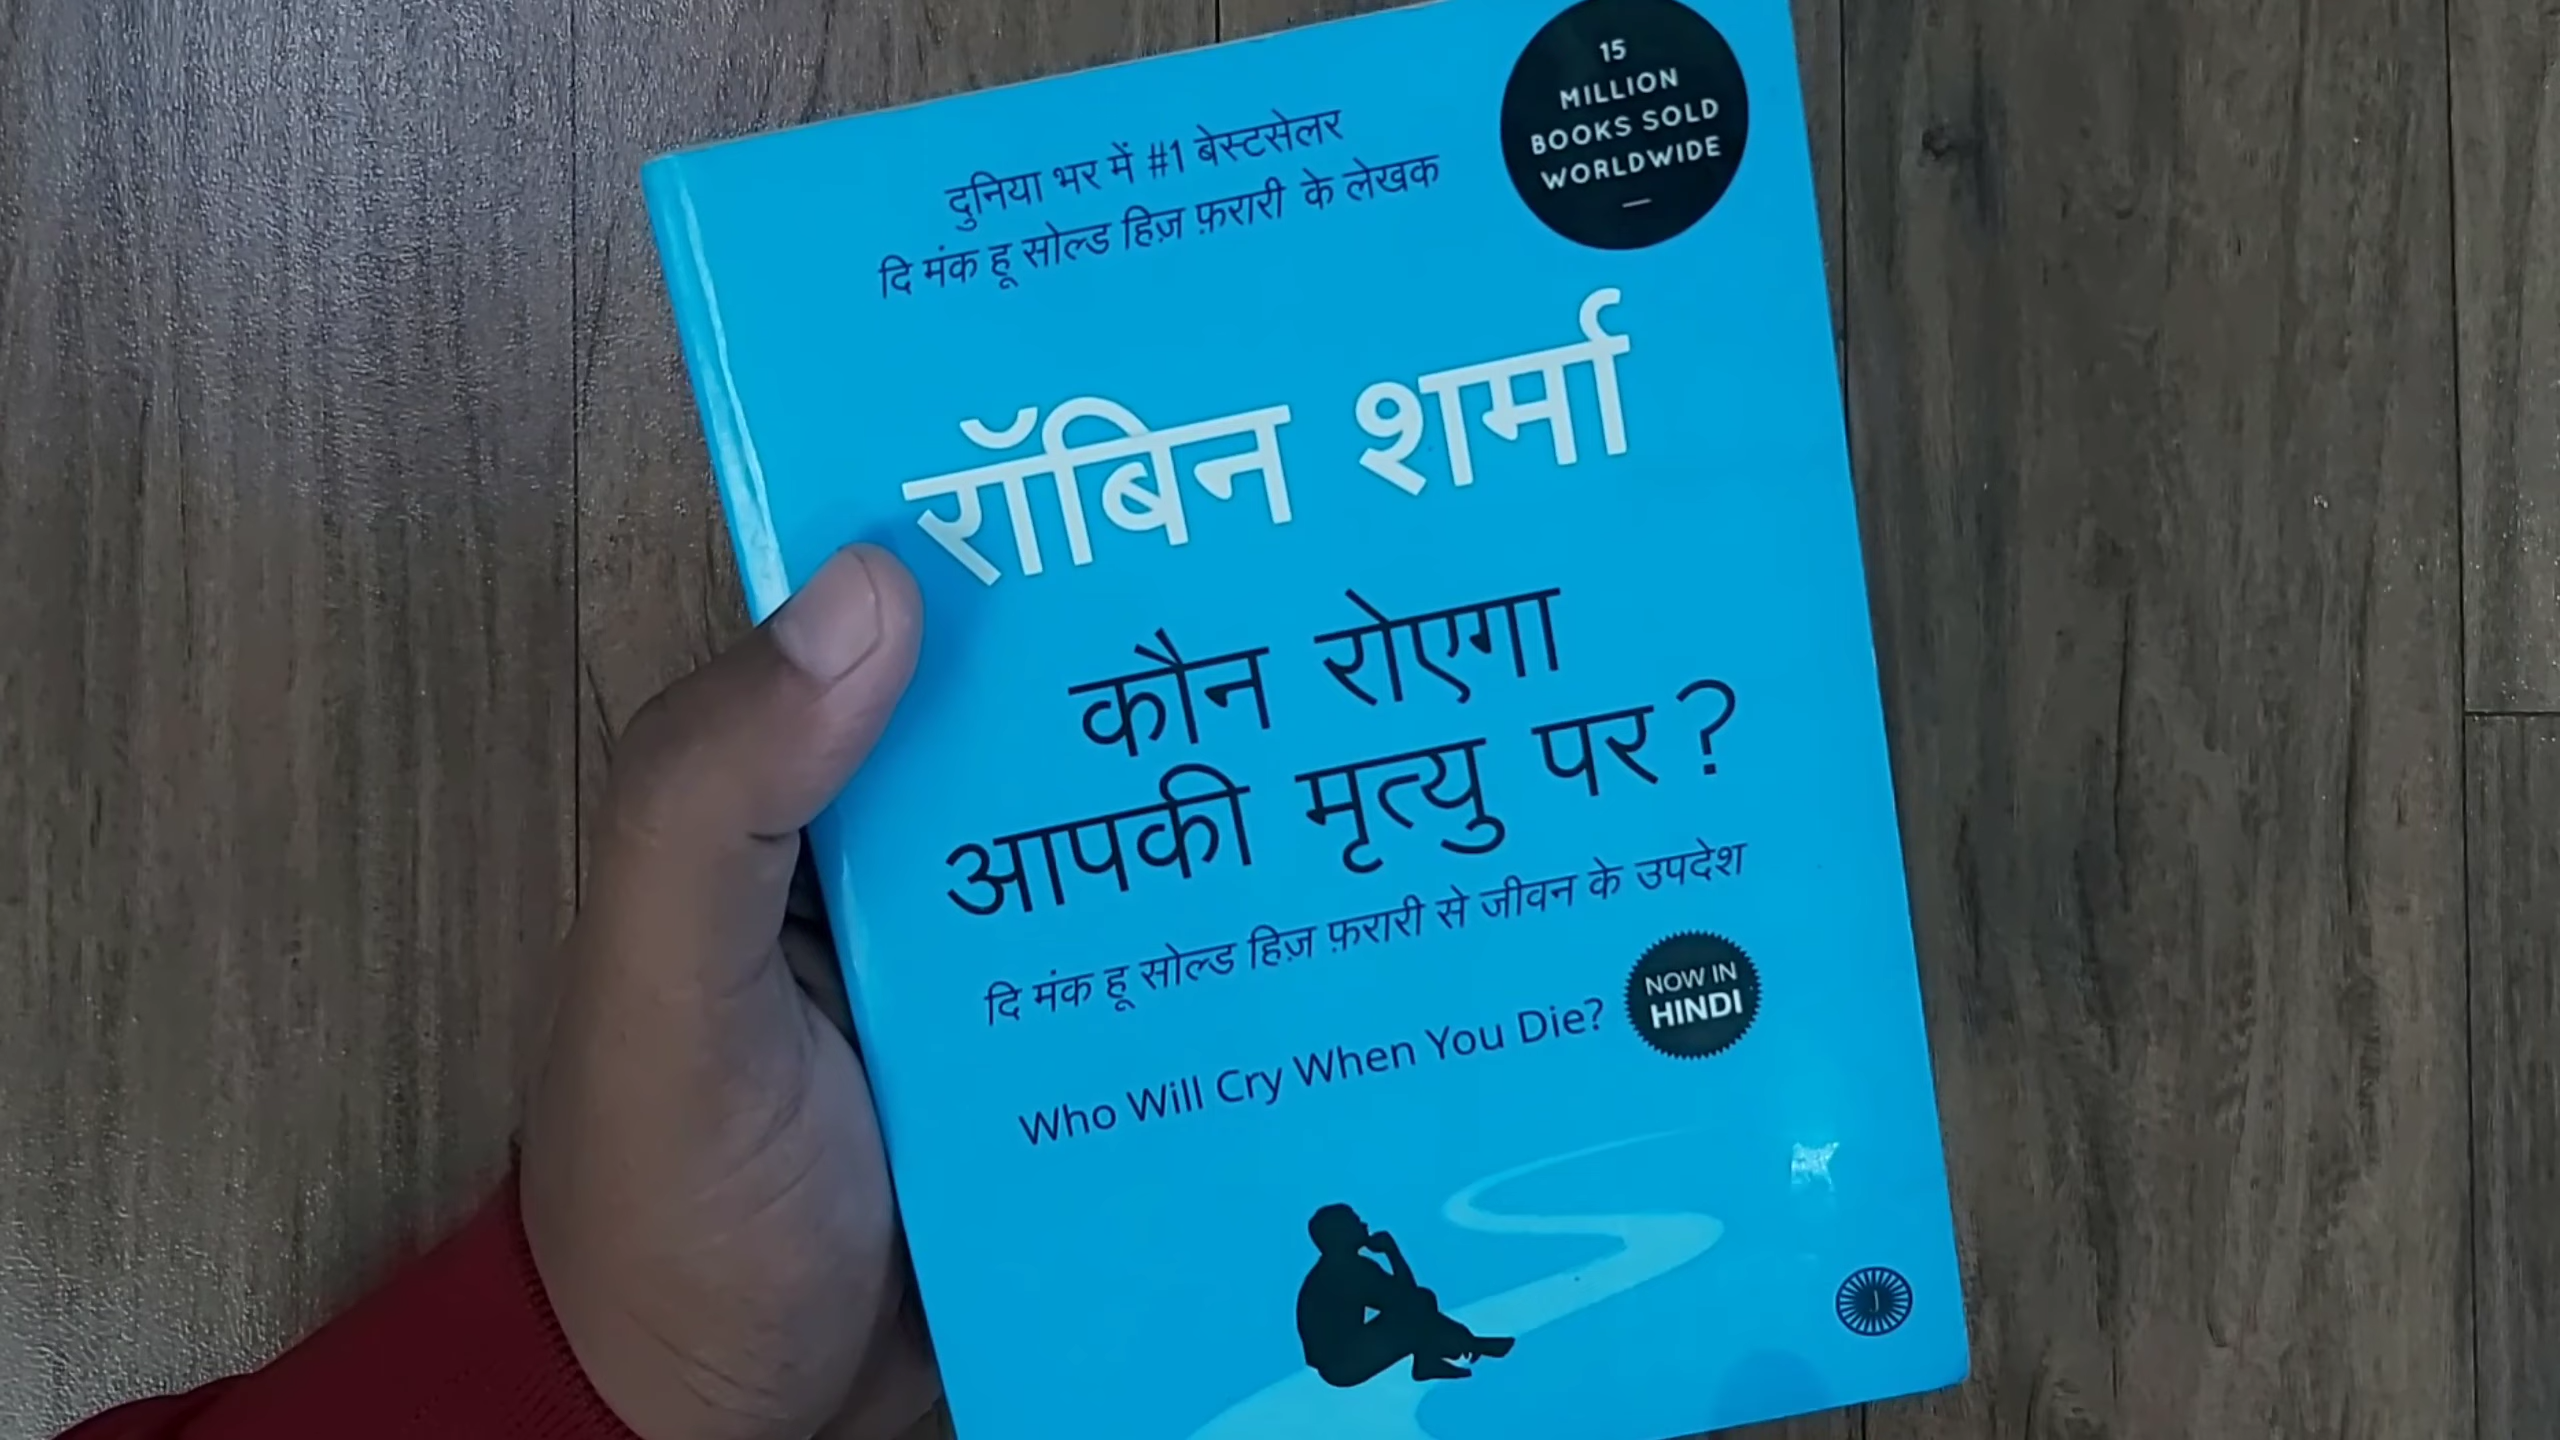 15
MILLION
BOOKS SOLD
WORLDWIDE
दुनिया भर में #1 बेस्टसेलर
दि मंक हू सोल्ड हिज़ फ़रारी के लेखक
रॉबिन शर्मा
कौन रोएगा
आपकी मृत्यु पर?
दि मंक हू सोल्ड हिज़ फ़रारी से जीवन के उपदेश
Who Will Cry When You Die?
NOW IN
HINDI
J